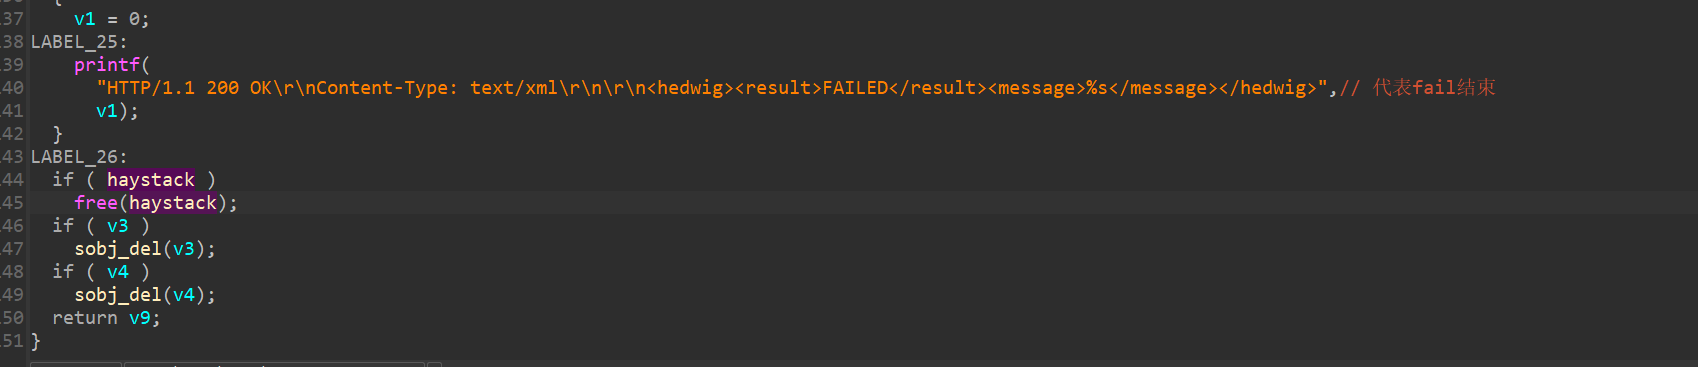 {
37 v1 = 0;
38 LABEL_25:
39 printf(
40 "HTTP/1.1 200 OK\r\nContent-Type: text/xml\r\n\r\n<hedwig><result>FAILED</result><message>%s</message></hedwig>",// 代表fail结束
41 v1);
42 }
43 LABEL_26:
44 if ( haystack )
45 free(haystack);
46 if ( v3 )
47 sobj_del(v3);
48 if ( v4 )
49 sobj_del(v4);
50 return v9;
51 }